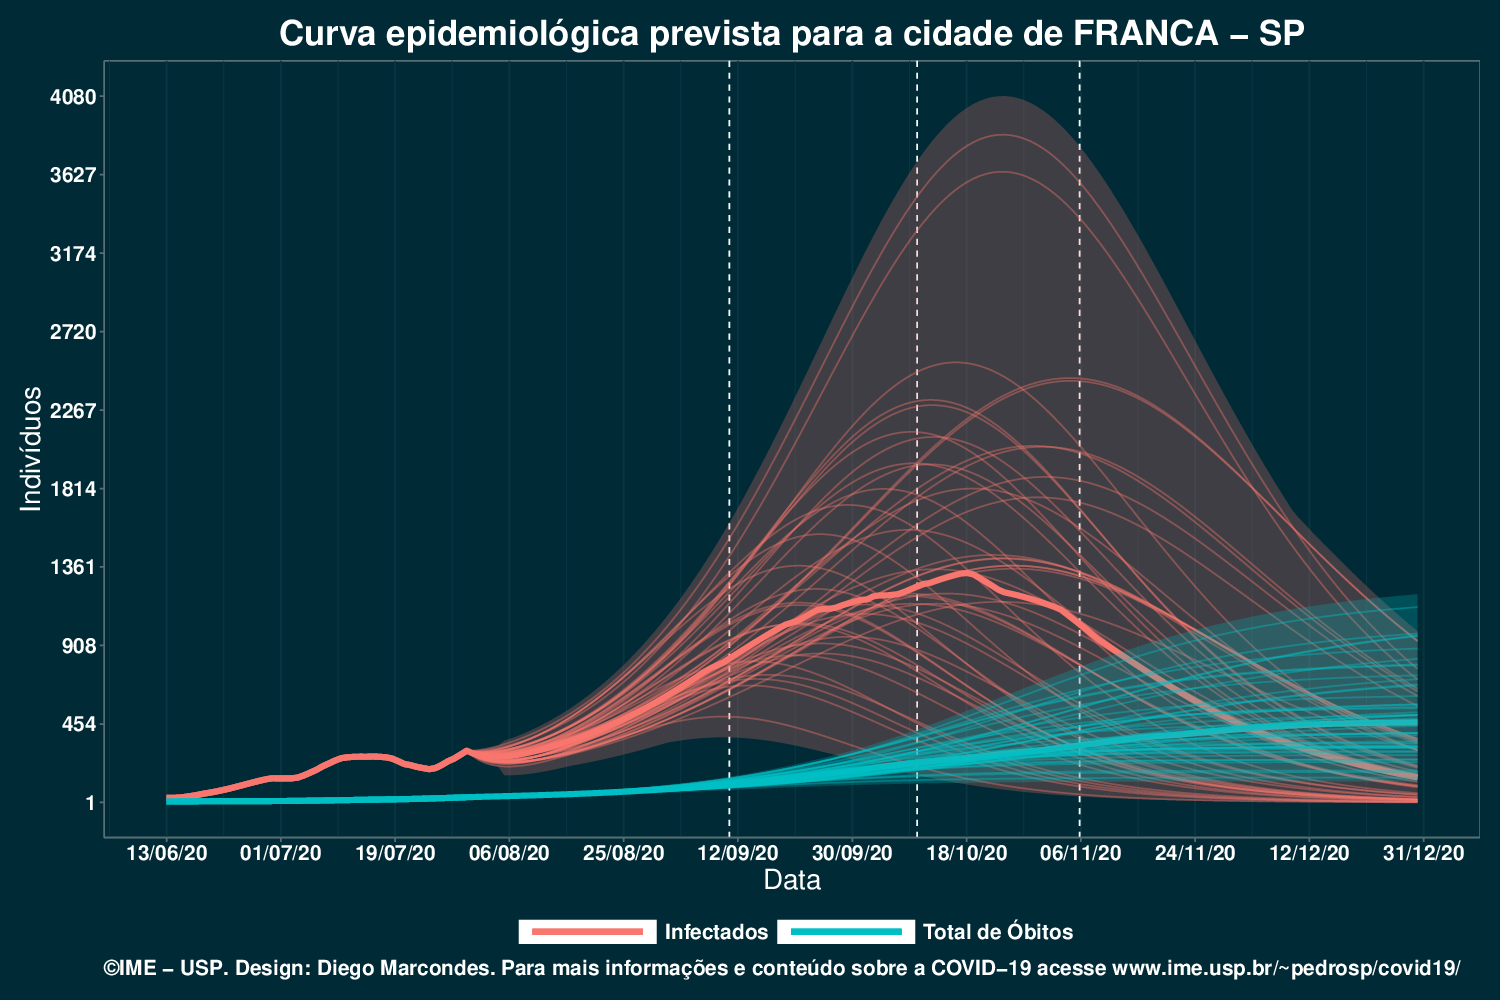 Curva epidemiológica prevista para a cidade de FRANCA – SP
4080
3627
3174
2720
2267
1814
1361
908
454
1
Indivíduos
13/06/20 01/07/20 19/07/20 06/08/20 25/08/20 12/09/20 30/09/20 18/10/20 06/11/20 24/11/20 12/12/20 31/12/20
Data
Infectados Total de Óbitos
©IME – USP. Design: Diego Marcondes. Para mais informações e conteúdo sobre a COVID–19 acesse www.ime.usp.br/~pedrosp/covid19/